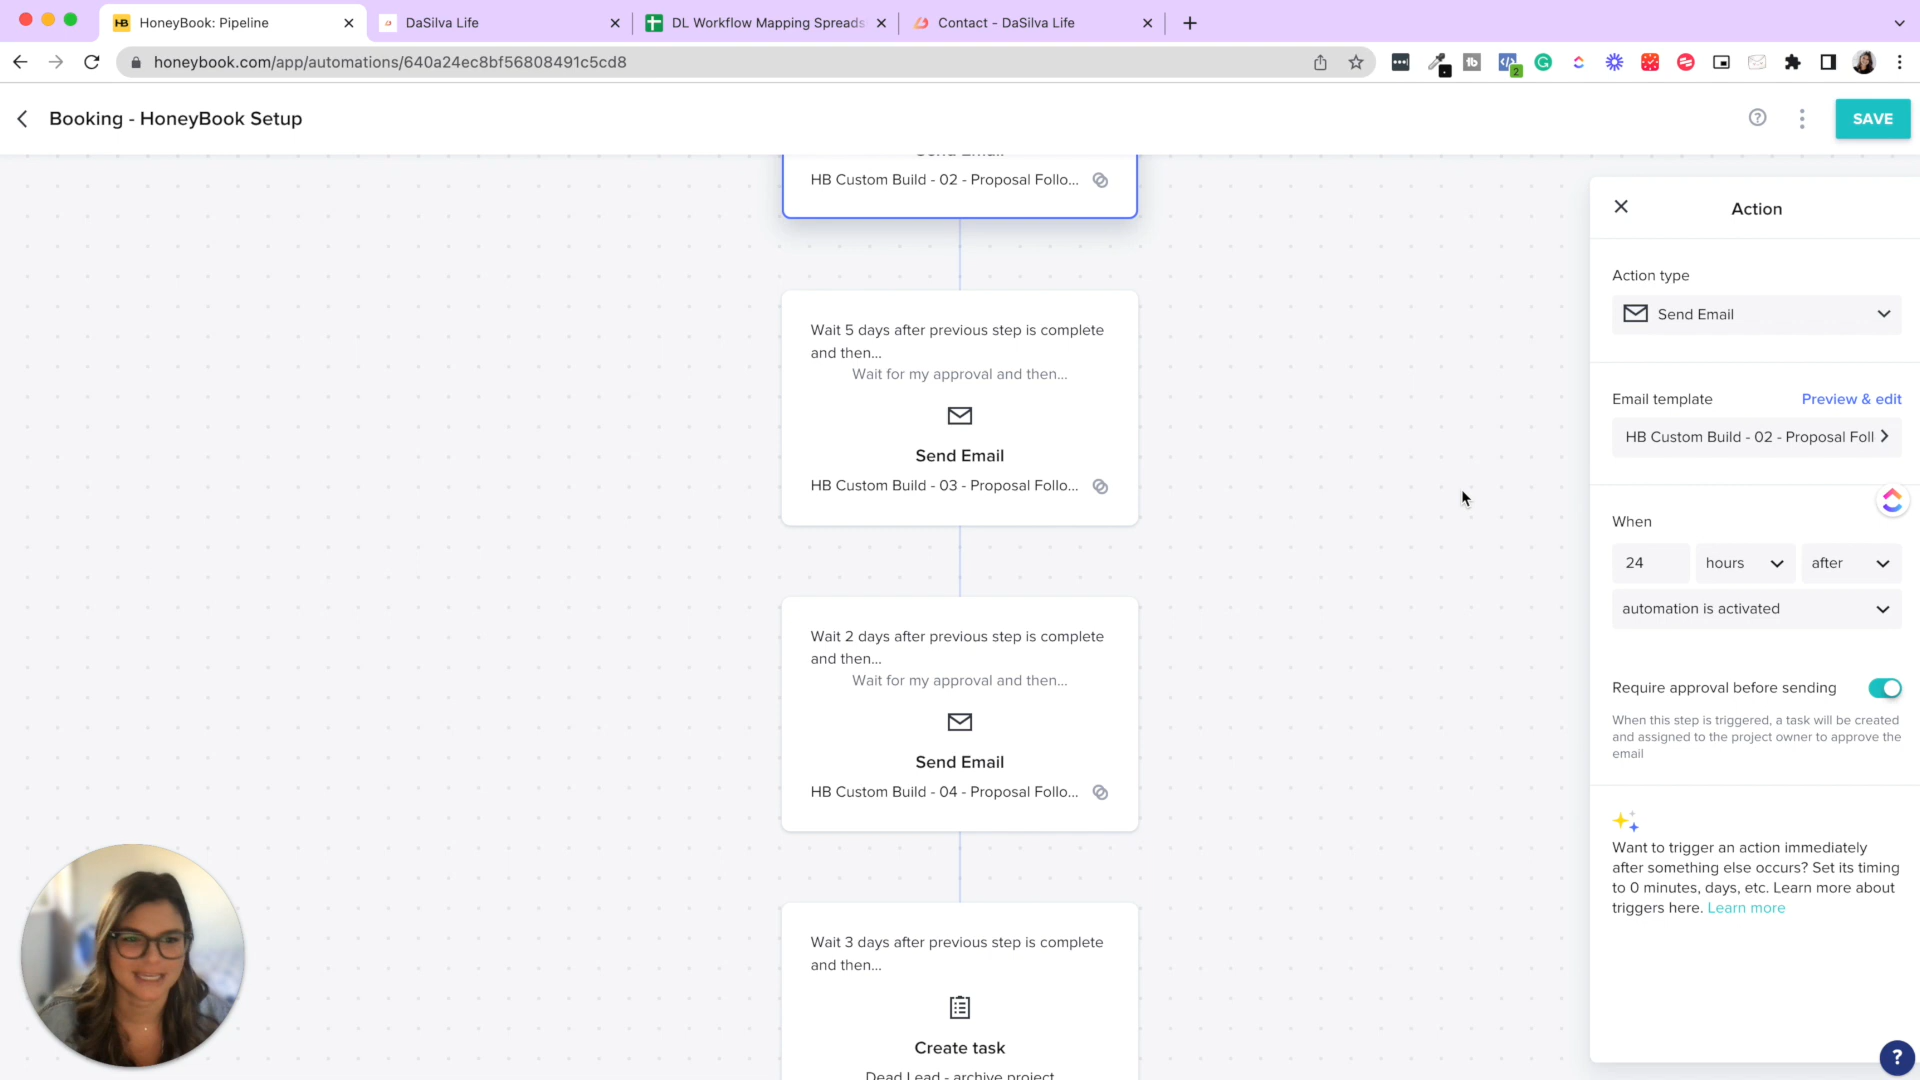 HB
HoneyBook: Pipeline
DaSilva Life
DL Workflow Mapping Spreads
Contact - DaSilva Life
honeybook.com/app/automations/640a24ec8bf56808491c5cd8
tb
2
Booking - HoneyBook Setup
SAVE
HB Custom Build - 02 - Proposal Follo...
Wait 5 days after previous step is complete
and then...
Wait for my approval and then...
Send Email
HB Custom Build - 03 - Proposal Follo...
Wait 2 days after previous step is complete
and then...
Wait for my approval and then...
Send Email
HB Custom Build - 04 - Proposal Follo...
Wait 3 days after previous step is complete
and then...
Create task
Dead Lead - archive project
Action
Action type
Send Email
Email template
Preview & edit
HB Custom Build - 02 - Proposal Foll
When
24
hours
after
automation is activated
Require approval before sending
When this step is triggered, a task will be created
and assigned to the project owner to approve the
email
Want to trigger an action immediately
after something else occurs? Set its timing
to 0 minutes, days, etc. Learn more about
triggers here. Learn more
?